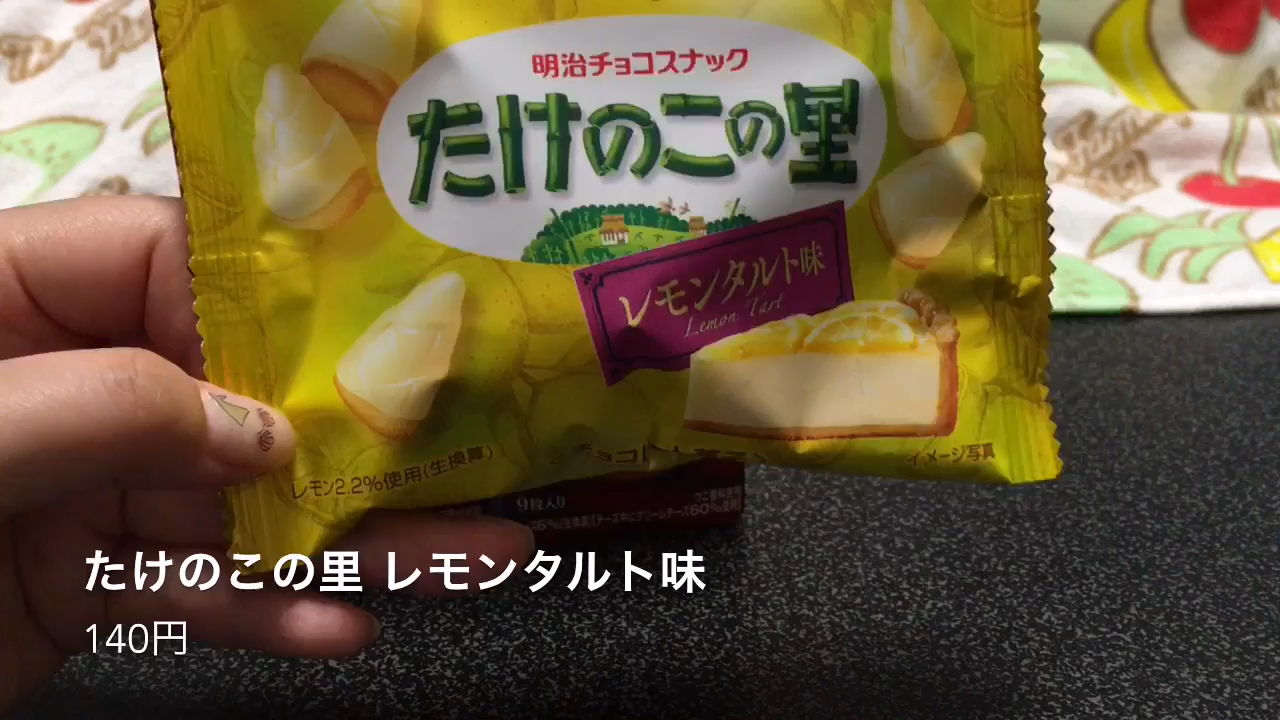 明治チョコスナック
たけのこの里
レモンタルト味
Lemon Tart
レモン2.2%使用(生換算)
イメージ写真
9枚入り
たけのこの里 レモンタルト味
140円